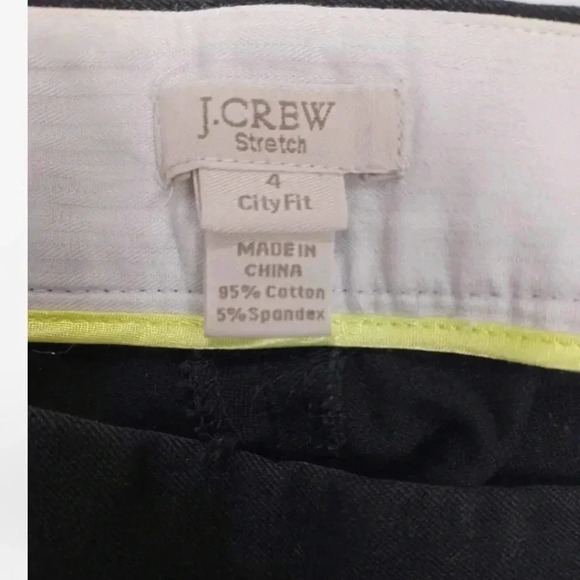 J.CREW
Stretch
4
City Fit
MADE IN
CHINA
95% Cotton
5% Spandex